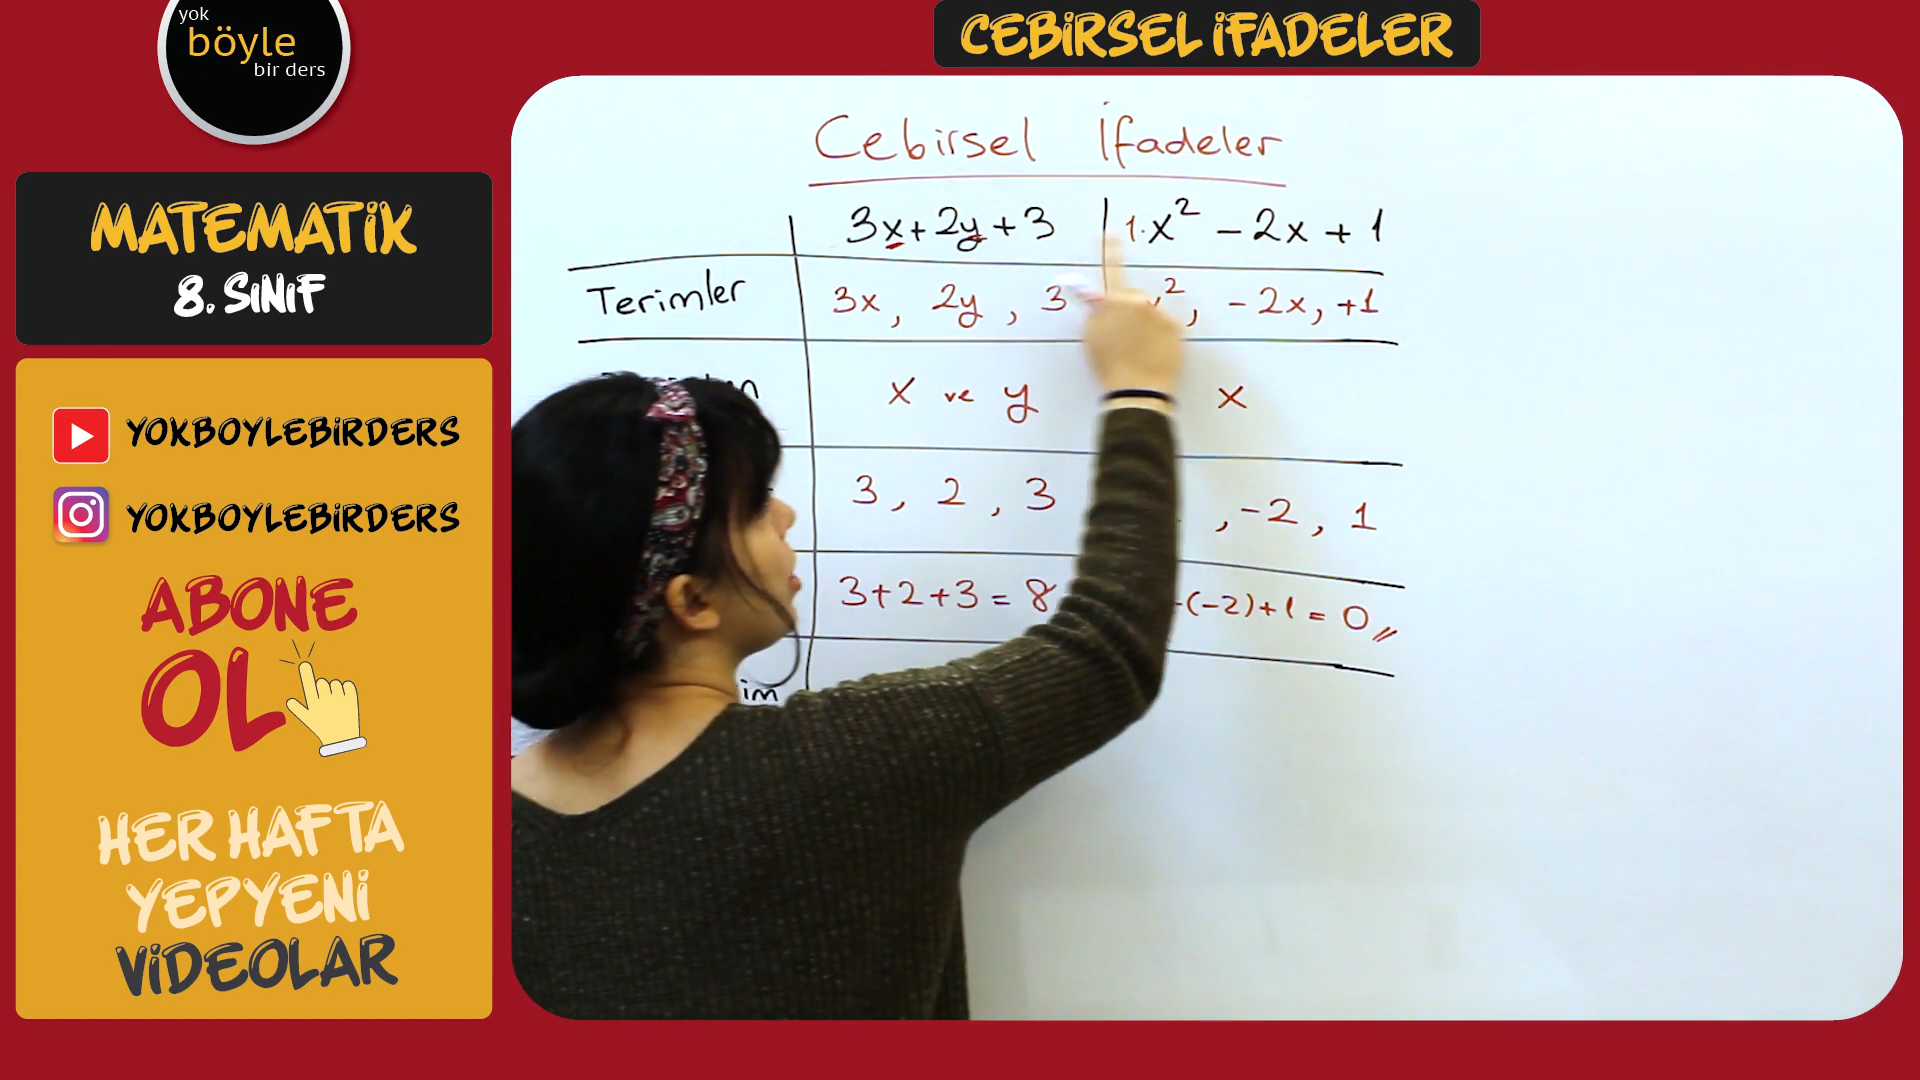 yok
böyle
bir ders
CEBİRSEL İFADELER
MATEMATİK
8. SINIF
YOKBOYLEBİRDERS
YOKBOYLEBİRDERS
ABONE
OL
HER HAFTA
YEPYENİ
VİDEOLAR
Cebirsel İfadeler
3x+2y+3 1·x² -2x+1
Terimler 3x, 2y, 3 , -2x, +1
x ve y x
3, 2, 3 , -2, 1
3+2+3=8 (-2)+1=0